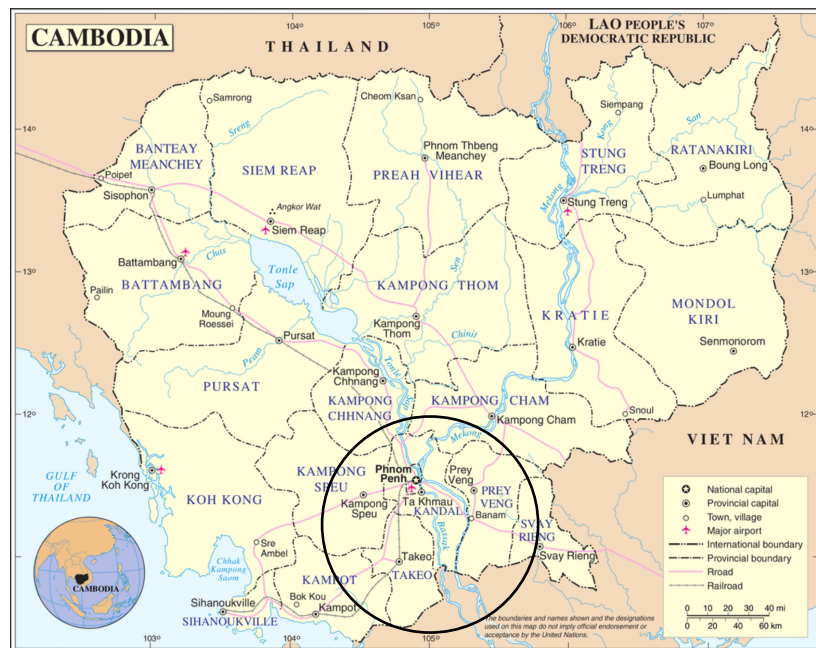 CAMBODIA
THAILAND
LAO PEOPLE'S
DEMOCRATIC REPUBLIC
104°
105°
106°
107°
Samrong
Cheom Ksan
Siempang
Kong
San
14°
14°
Sreng
BANTEAY
MEANCHEY
SIEM REAP
PREAH VIHEAR
Phnom Thbeng
Meanchey
STUNG
TRENG
RATANAKIRI
Boung Long
Poipet
Sisophon
Mekong
Stung Treng
Lumphat
Angkor Wat
Siem Reap
Battambang
Chas
BATTAMBANG
Pailin
Tonle
Sap
Sen
KAMPONG THOM
13°
13°
Moung
Roessei
Pursat
Kampong
Thom
Chinit
KRATIE
Kratie
MONDOL
KIRI
Senmonorom
Peam
PURSAT
Kampong
Chhnang
Tonle
Sap
KAMPONG
CHHNANG
KAMPONG CHAM
Kampong Cham
Snoul
12°
12°
Mekong
VIET NAM
GULF
OF
THAILAND
Krong
Koh Kong
KOH KONG
KAMPONG
SPEU
Kampong
Speu
Phnom
Penh
Ta Khmau
KANDAL
Prey
Veng
PREY
VENG
Banam
Bassak
SVAY
RIENG
Svay Rieng
Sre
Ambel
Chhak
Kampong
Saom
Takeo
TAKEO
KAMPOT
Bok Kou
Kampot
Sihanoukville
SIHANOUKVILLE
CAMBODIA
103°
104°
105°
National capital
Provincial capital
Town, village
Major airport
International boundary
Provincial boundary
Rroad
Railroad
0 10 20 30 40 mi
0 20 40 60 km
The boundaries and names shown and the designations
used on this map do not imply official endorsement or
acceptance by the United Nations.